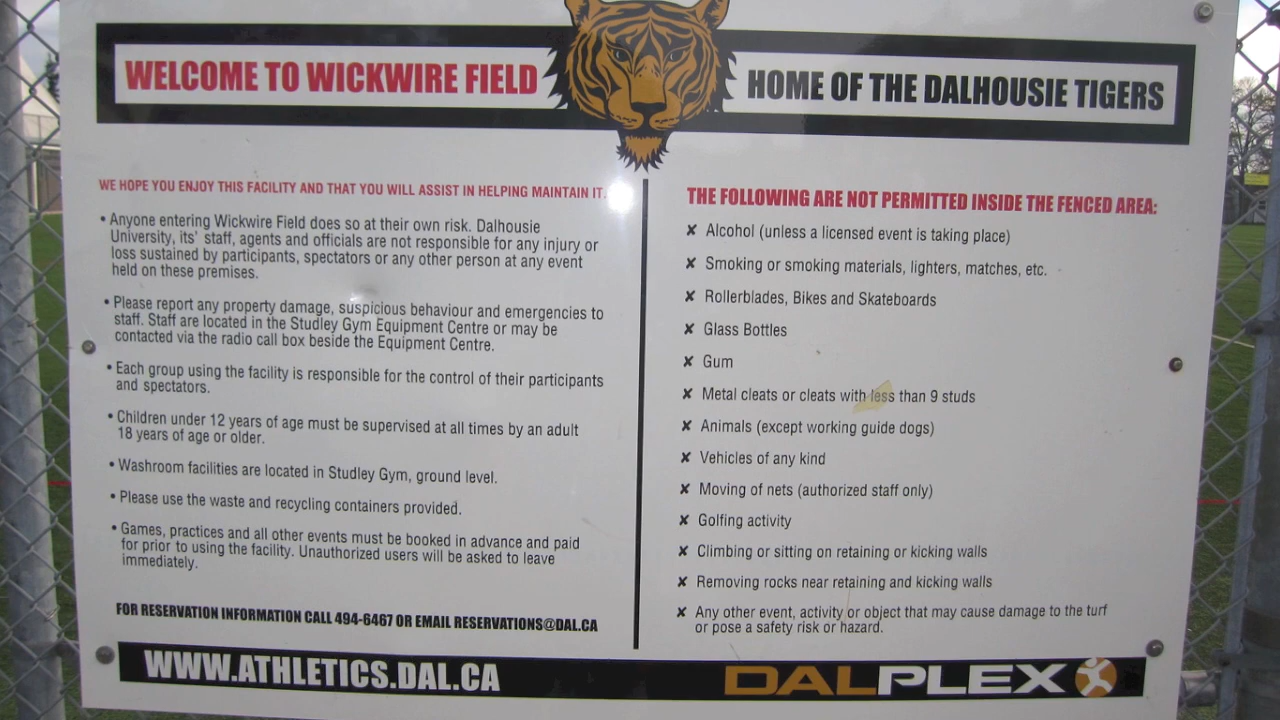 WELCOME TO WICKWIRE FIELD
HOME OF THE DALHOUSIE TIGERS
WE HOPE YOU ENJOY THIS FACILITY AND THAT YOU WILL ASSIST IN HELPING MAINTAIN IT.
• Anyone entering Wickwire Field does so at their own risk. Dalhousie
University, its' staff, agents and officials are not responsible for any injury or
loss sustained by participants, spectators or any other person at any event
held on these premises.
• Please report any property damage, suspicious behaviour and emergencies to
staff. Staff are located in the Studley Gym Equipment Centre or may be
contacted via the radio call box beside the Equipment Centre.
• Each group using the facility is responsible for the control of their participants
and spectators.
• Children under 12 years of age must be supervised at all times by an adult
18 years of age or older.
• Washroom facilities are located in Studley Gym, ground level.
• Please use the waste and recycling containers provided.
• Games, practices and all other events must be booked in advance and paid
for prior to using the facility. Unauthorized users will be asked to leave
immediately.
FOR RESERVATION INFORMATION CALL 494-6467 OR EMAIL RESERVATIONS@DAL.CA
THE FOLLOWING ARE NOT PERMITTED INSIDE THE FENCED AREA:
✘ Alcohol (unless a licensed event is taking place)
✘ Smoking or smoking materials, lighters, matches, etc.
✘ Rollerblades, Bikes and Skateboards
✘ Glass Bottles
✘ Gum
✘ Metal cleats or cleats with less than 9 studs
✘ Animals (except working guide dogs)
✘ Vehicles of any kind
✘ Moving of nets (authorized staff only)
✘ Golfing activity
✘ Climbing or sitting on retaining or kicking walls
✘ Removing rocks near retaining and kicking walls
✘ Any other event, activity or object that may cause damage to the turf
or pose a safety risk or hazard.
WWW.ATHLETICS.DAL.CA
DALPLEX